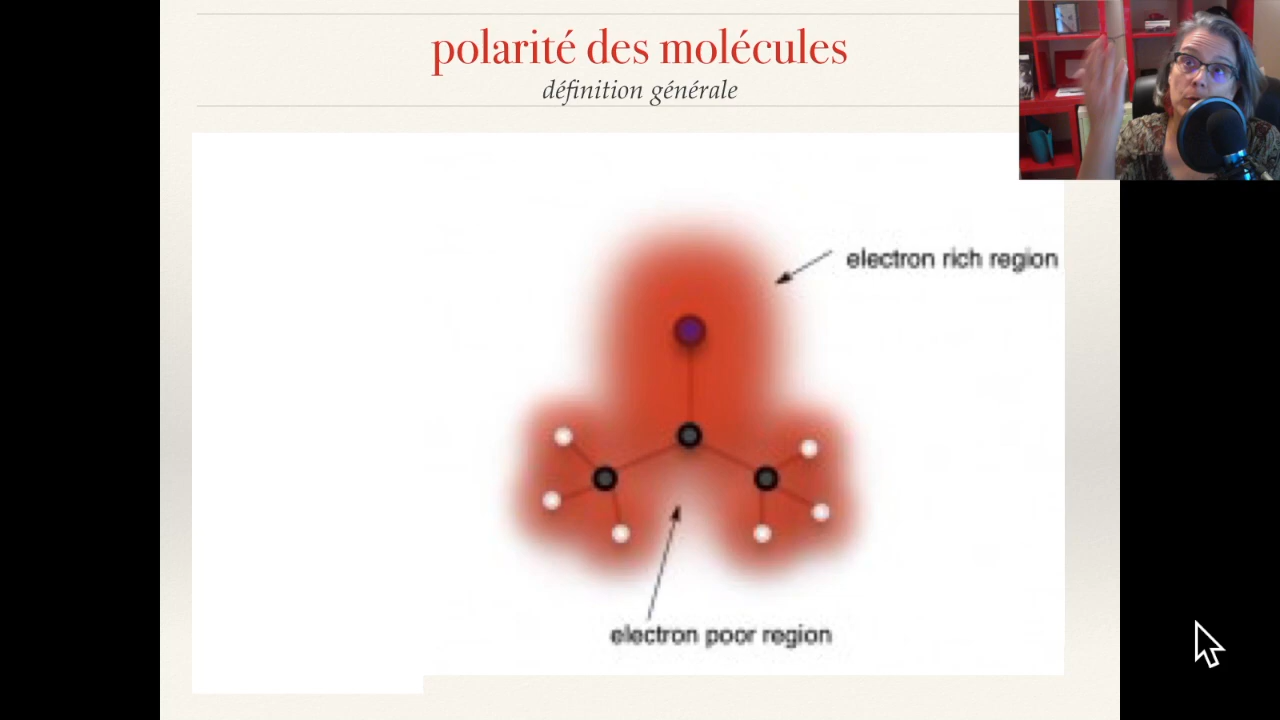 polarité des molécules
définition générale
electron rich region
electron poor region